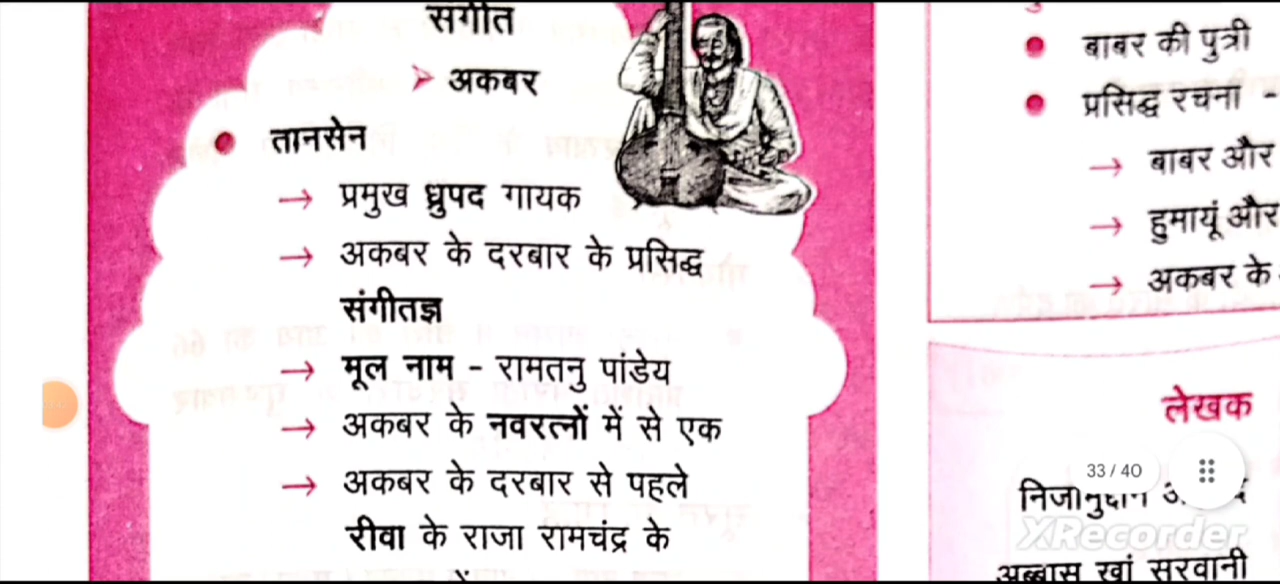 संगीत
➢ अकबर
• तानसेन
→ प्रमुख ध्रुपद गायक
→ अकबर के दरबार के प्रसिद्ध
संगीतज्ञ
→ मूल नाम - रामतनु पांडेय
→ अकबर के नवरत्नों में से एक
→ अकबर के दरबार से पहले
रीवा के राजा रामचंद्र के
• बाबर की पुत्री
• प्रसिद्ध रचना -
→ बाबर और
→ हुमायूं और
→ अकबर के
लेखक
33 / 40
XRecorder
अब्बास खां सरवानी